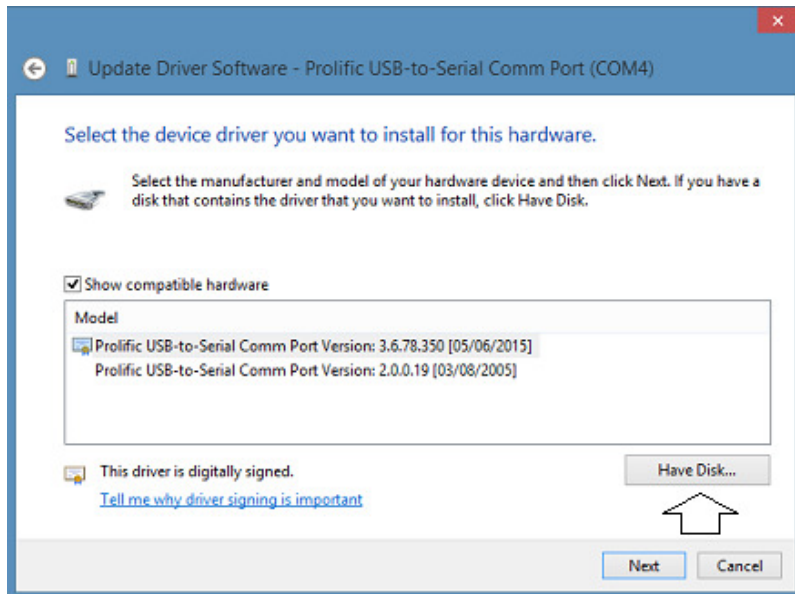 Update Driver Software - Prolific USB-to-Serial Comm Port (COM4)
Select the device driver you want to install for this hardware.
Select the manufacturer and model of your hardware device and then click Next. If you have a
disk that contains the driver that you want to install, click Have Disk.
Show compatible hardware
Model
Prolific USB-to-Serial Comm Port Version: 3.6.78.350 [05/06/2015]
Prolific USB-to-Serial Comm Port Version: 2.0.0.19 [03/08/2005]
This driver is digitally signed.
Have Disk...
Tell me why driver signing is important
Next
Cancel